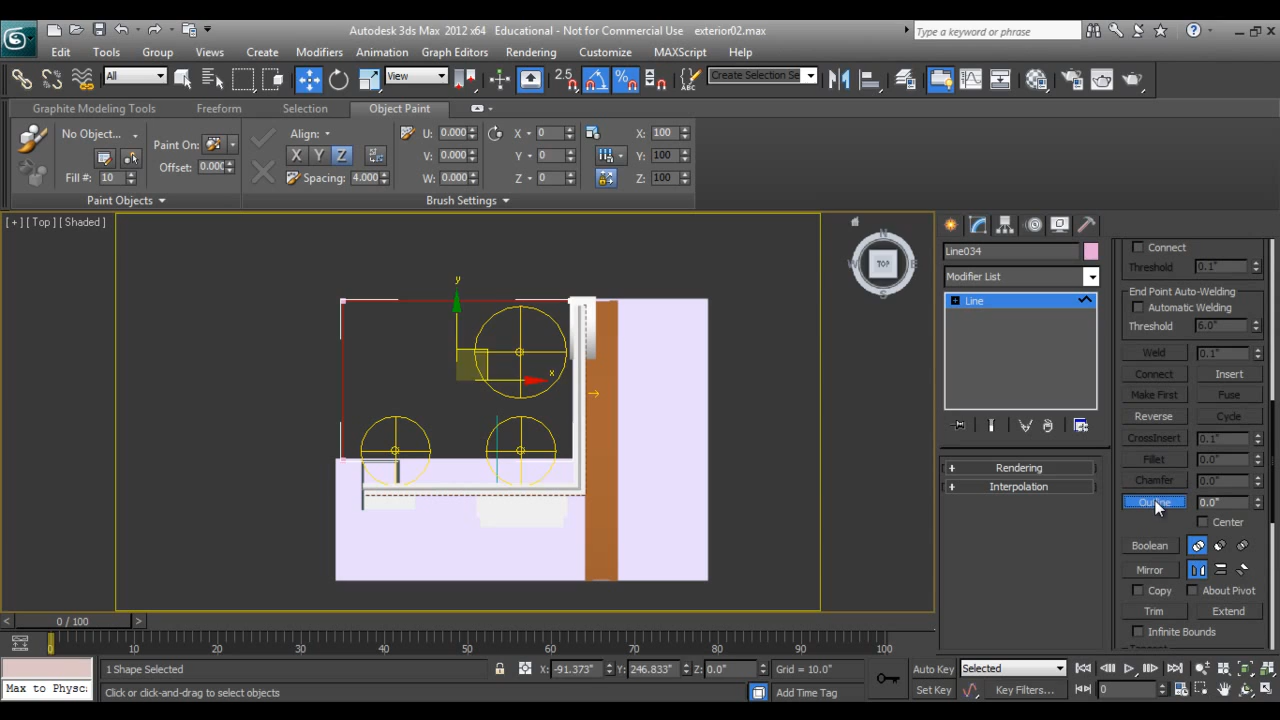 Autodesk 3ds Max 2012 x64 Educational - Not for Commercial Use exterior02.max
Type a keyword or phrase
Edit Tools Group Views Create Modifiers Animation Graph Editors Rendering Customize MAXScript Help
All View 2.5 Create Selection Se
Graphite Modeling Tools Freeform Selection Object Paint
No Object... Paint On: Align: U: 0.000 X 0 X: 100
X Y Z V: 0.000 Y 0 Y: 100
Offset: 0.000
Fill #: 10 Spacing: 4.000 W: 0.000 Z 0 Z: 100
Paint Objects Brush Settings
[ + ] [ Top ] [ Shaded ]
N
W TOP
S
y
x
Line034
Modifier List
Line
Rendering
Interpolation
Connect
Threshold 0.1"
End Point Auto-Welding
Automatic Welding
Threshold 6.0"
Weld 0.1"
Connect Insert
Make First Fuse
Reverse Cycle
CrossInsert 0.1"
Fillet 0.0"
Chamfer 0.0"
Outline 0.0"
Center
Boolean
Mirror
Copy About Pivot
Trim Extend
Infinite Bounds
0 / 100
0 10 20 30 40 50 60 70 80 90 100
1 Shape Selected X: -91.373" Y: 246.833" Z: 0.0" Grid = 10.0" Auto Key Selected
Max to Physc
Click or click-and-drag to select objects Add Time Tag Set Key Key Filters... 0